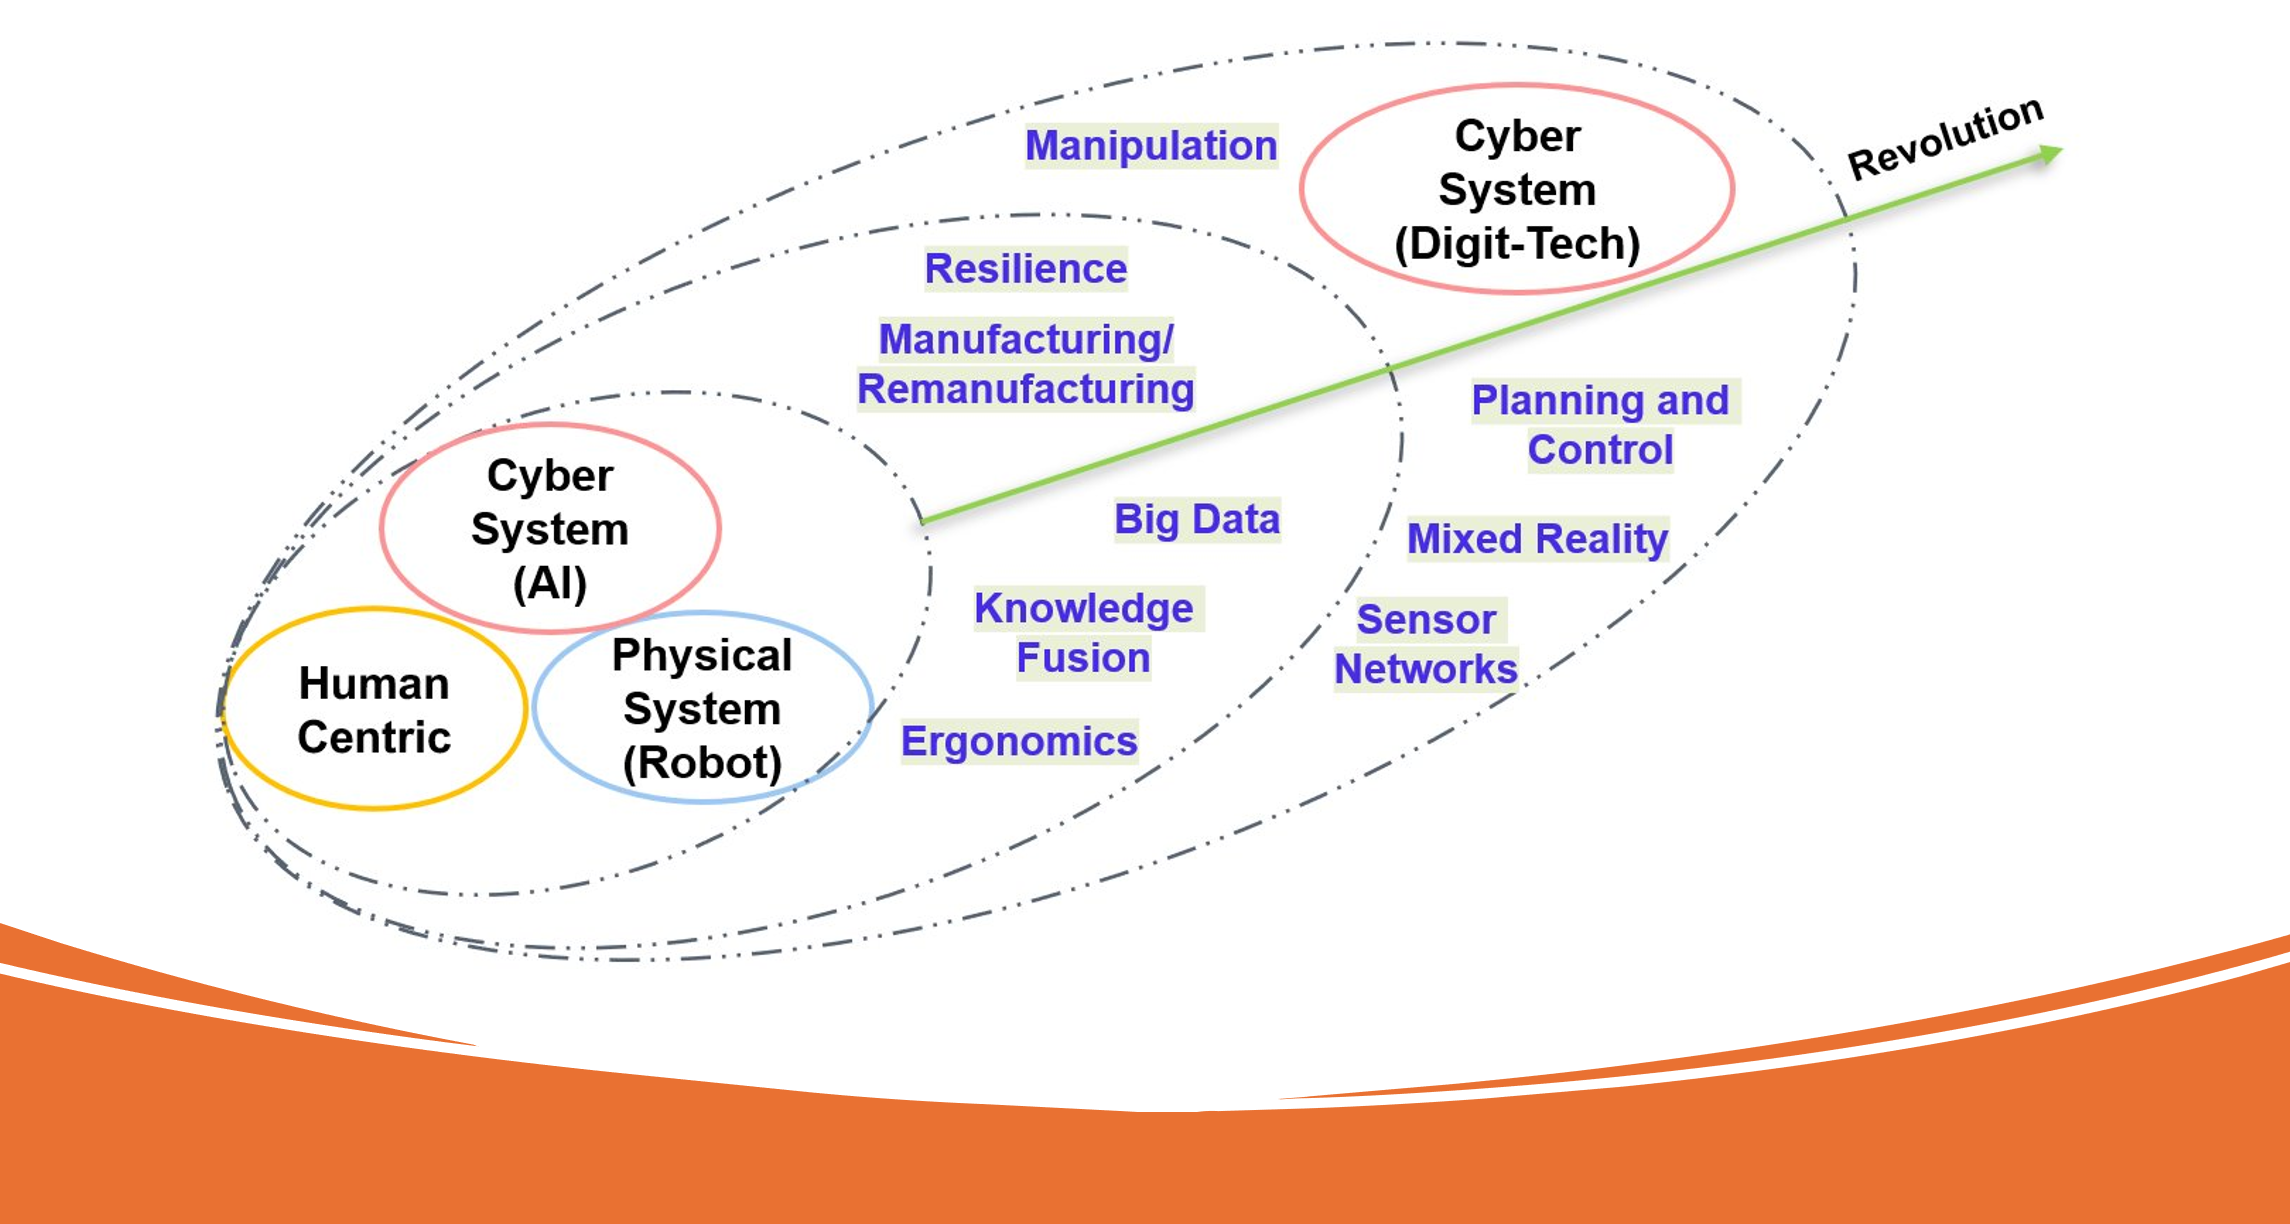 Manipulation
Cyber
System
(Digit-Tech)
Revolution
Resilience
Manufacturing/
Remanufacturing
Planning and
Control
Cyber
System
(AI)
Big Data
Mixed Reality
Knowledge
Fusion
Sensor
Networks
Human
Centric
Physical
System
(Robot)
Ergonomics